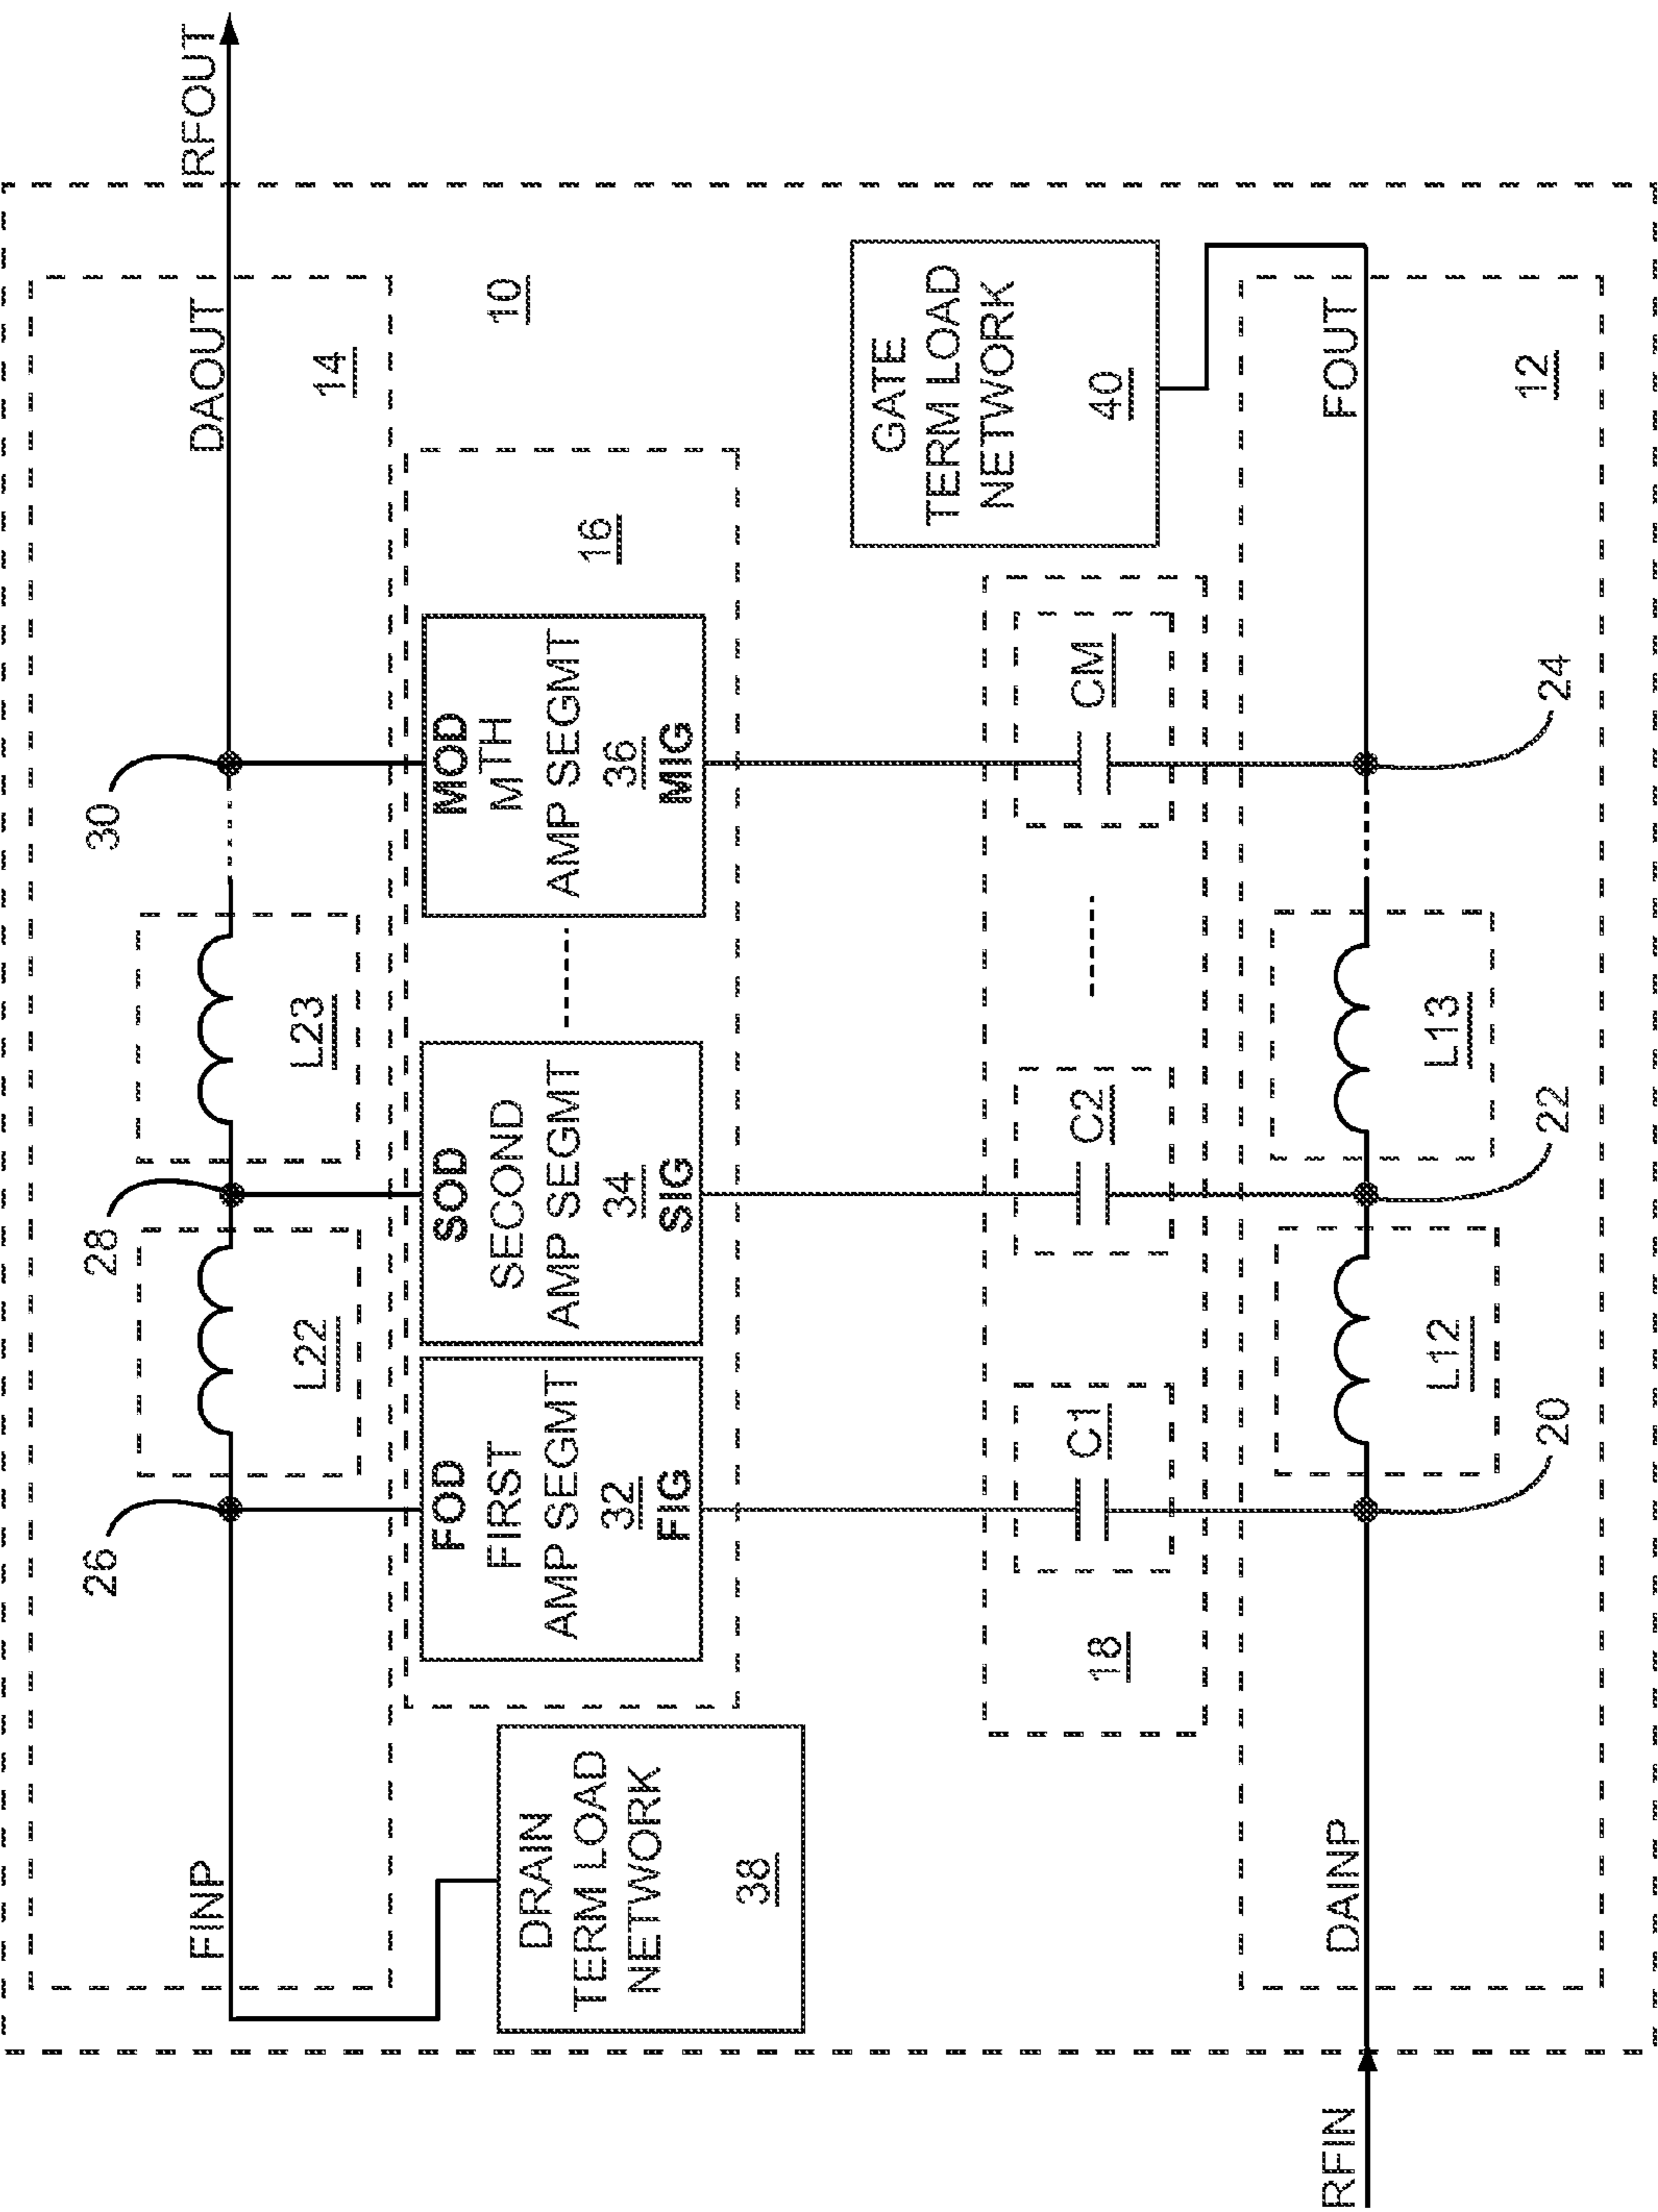 RFOUT
FINP
DAOUT
26
28
30
L22
L23
14
10
DRAIN
TERM LOAD
NETWORK
38
FOD
FIRST
AMP SEGMT
32
FIG
SOD
SECOND
AMP SEGMT
34
SIG
MOD
MTH
AMP SEGMT
36
MIG
16
GATE
TERM LOAD
NETWORK
40
18
C1
C2
CM
RFIN
DAINP
FOUT
L12
L13
12
20
22
24